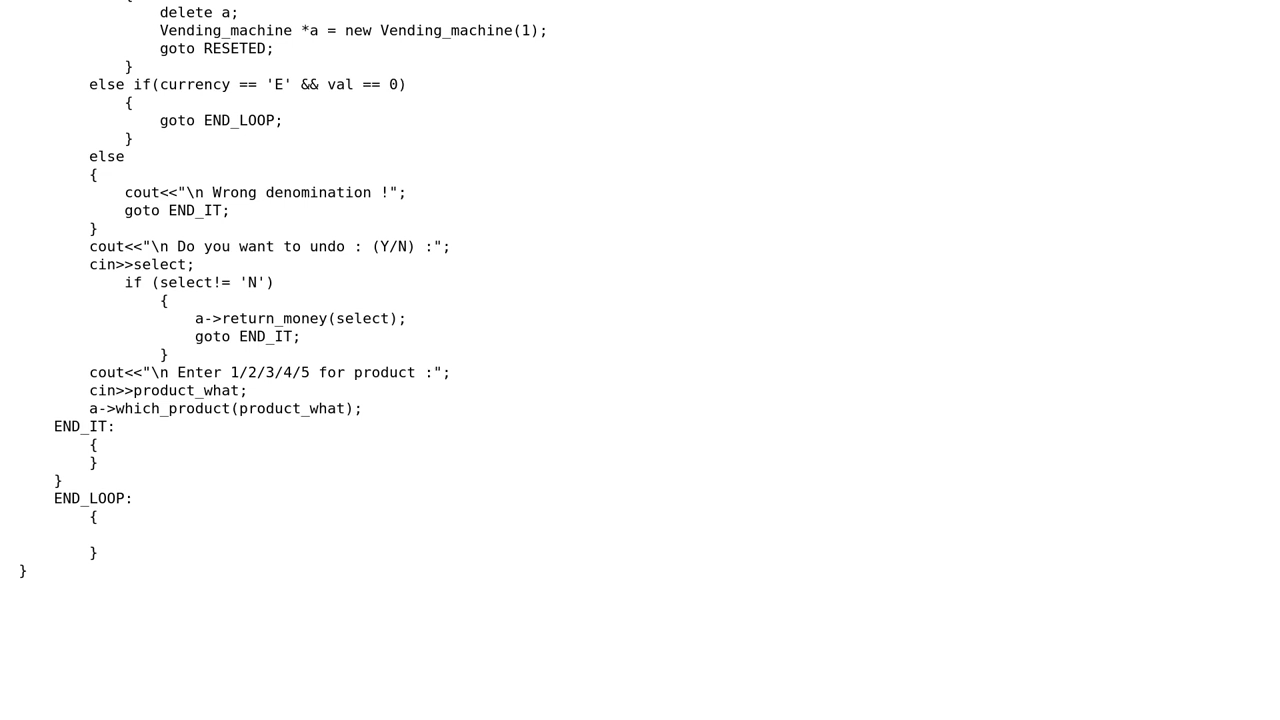 {
delete a;
Vending_machine *a = new Vending_machine(1);
goto RESETED;
}
else if(currency == 'E' && val == 0)
{
goto END_LOOP;
}
else
{
cout<<"\n Wrong denomination !";
goto END_IT;
}
cout<<"\n Do you want to undo : (Y/N) :";
cin>>select;
if (select!= 'N')
{
a->return_money(select);
goto END_IT;
}
cout<<"\n Enter 1/2/3/4/5 for product :";
cin>>product_what;
a->which_product(product_what);
END_IT:
{
}
}
END_LOOP:
{
}
}